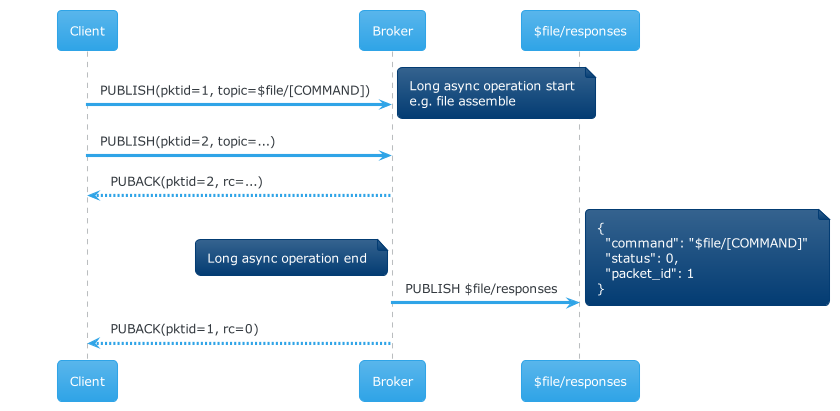 Client
Broker
$file/responses
PUBLISH(pktid=1, topic=$file/[COMMAND])
Long async operation start
e.g. file assemble
PUBLISH(pktid=2, topic=...)
PUBACK(pktid=2, rc=...)
{
"command": "$file/[COMMAND]"
"status": 0,
"packet_id": 1
}
Long async operation end
PUBLISH $file/responses
PUBACK(pktid=1, rc=0)
Client
Broker
$file/responses